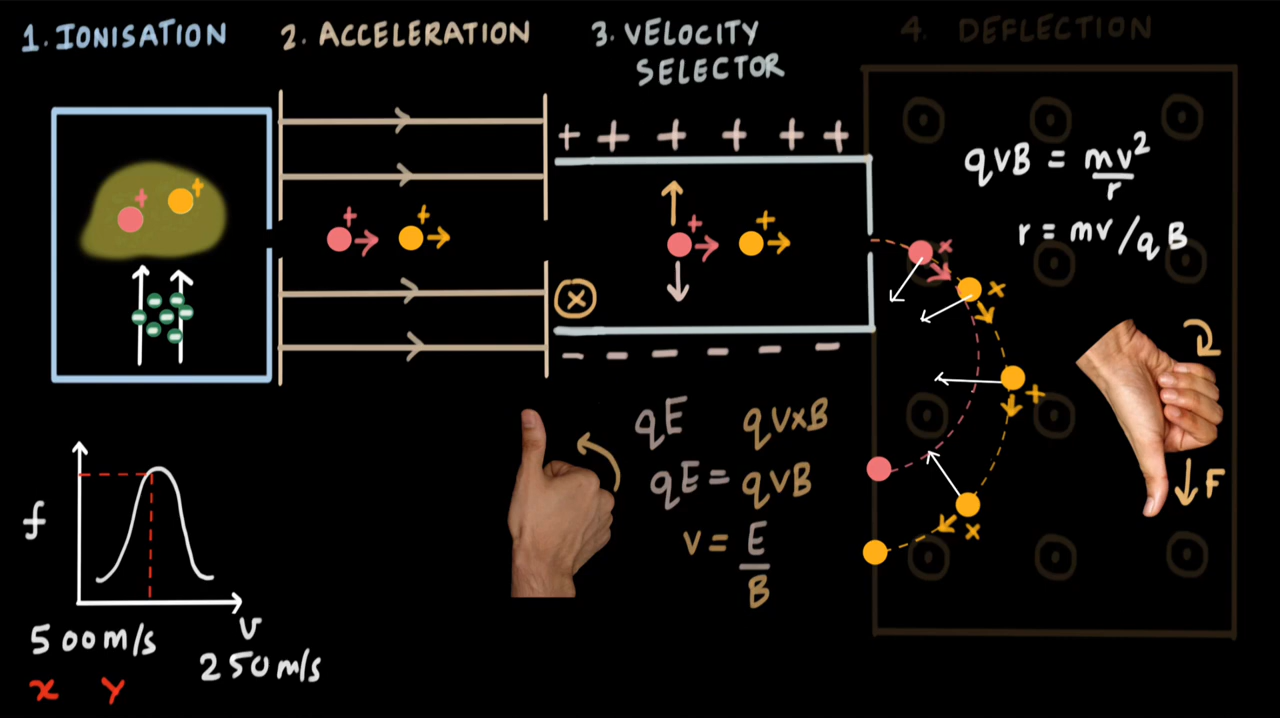 1. IONISATION
2. ACCELERATION
3. VELOCITY
SELECTOR
4. DEFLECTION
+ + + + + +
qvB = mv²/r
r = mv/qB
+ +
+ +
+ +
x
x
+
x
x
- - - - - -
F
qE qv×B
qE = qvB
v = E/B
f
v
500m/s
250m/s
x y